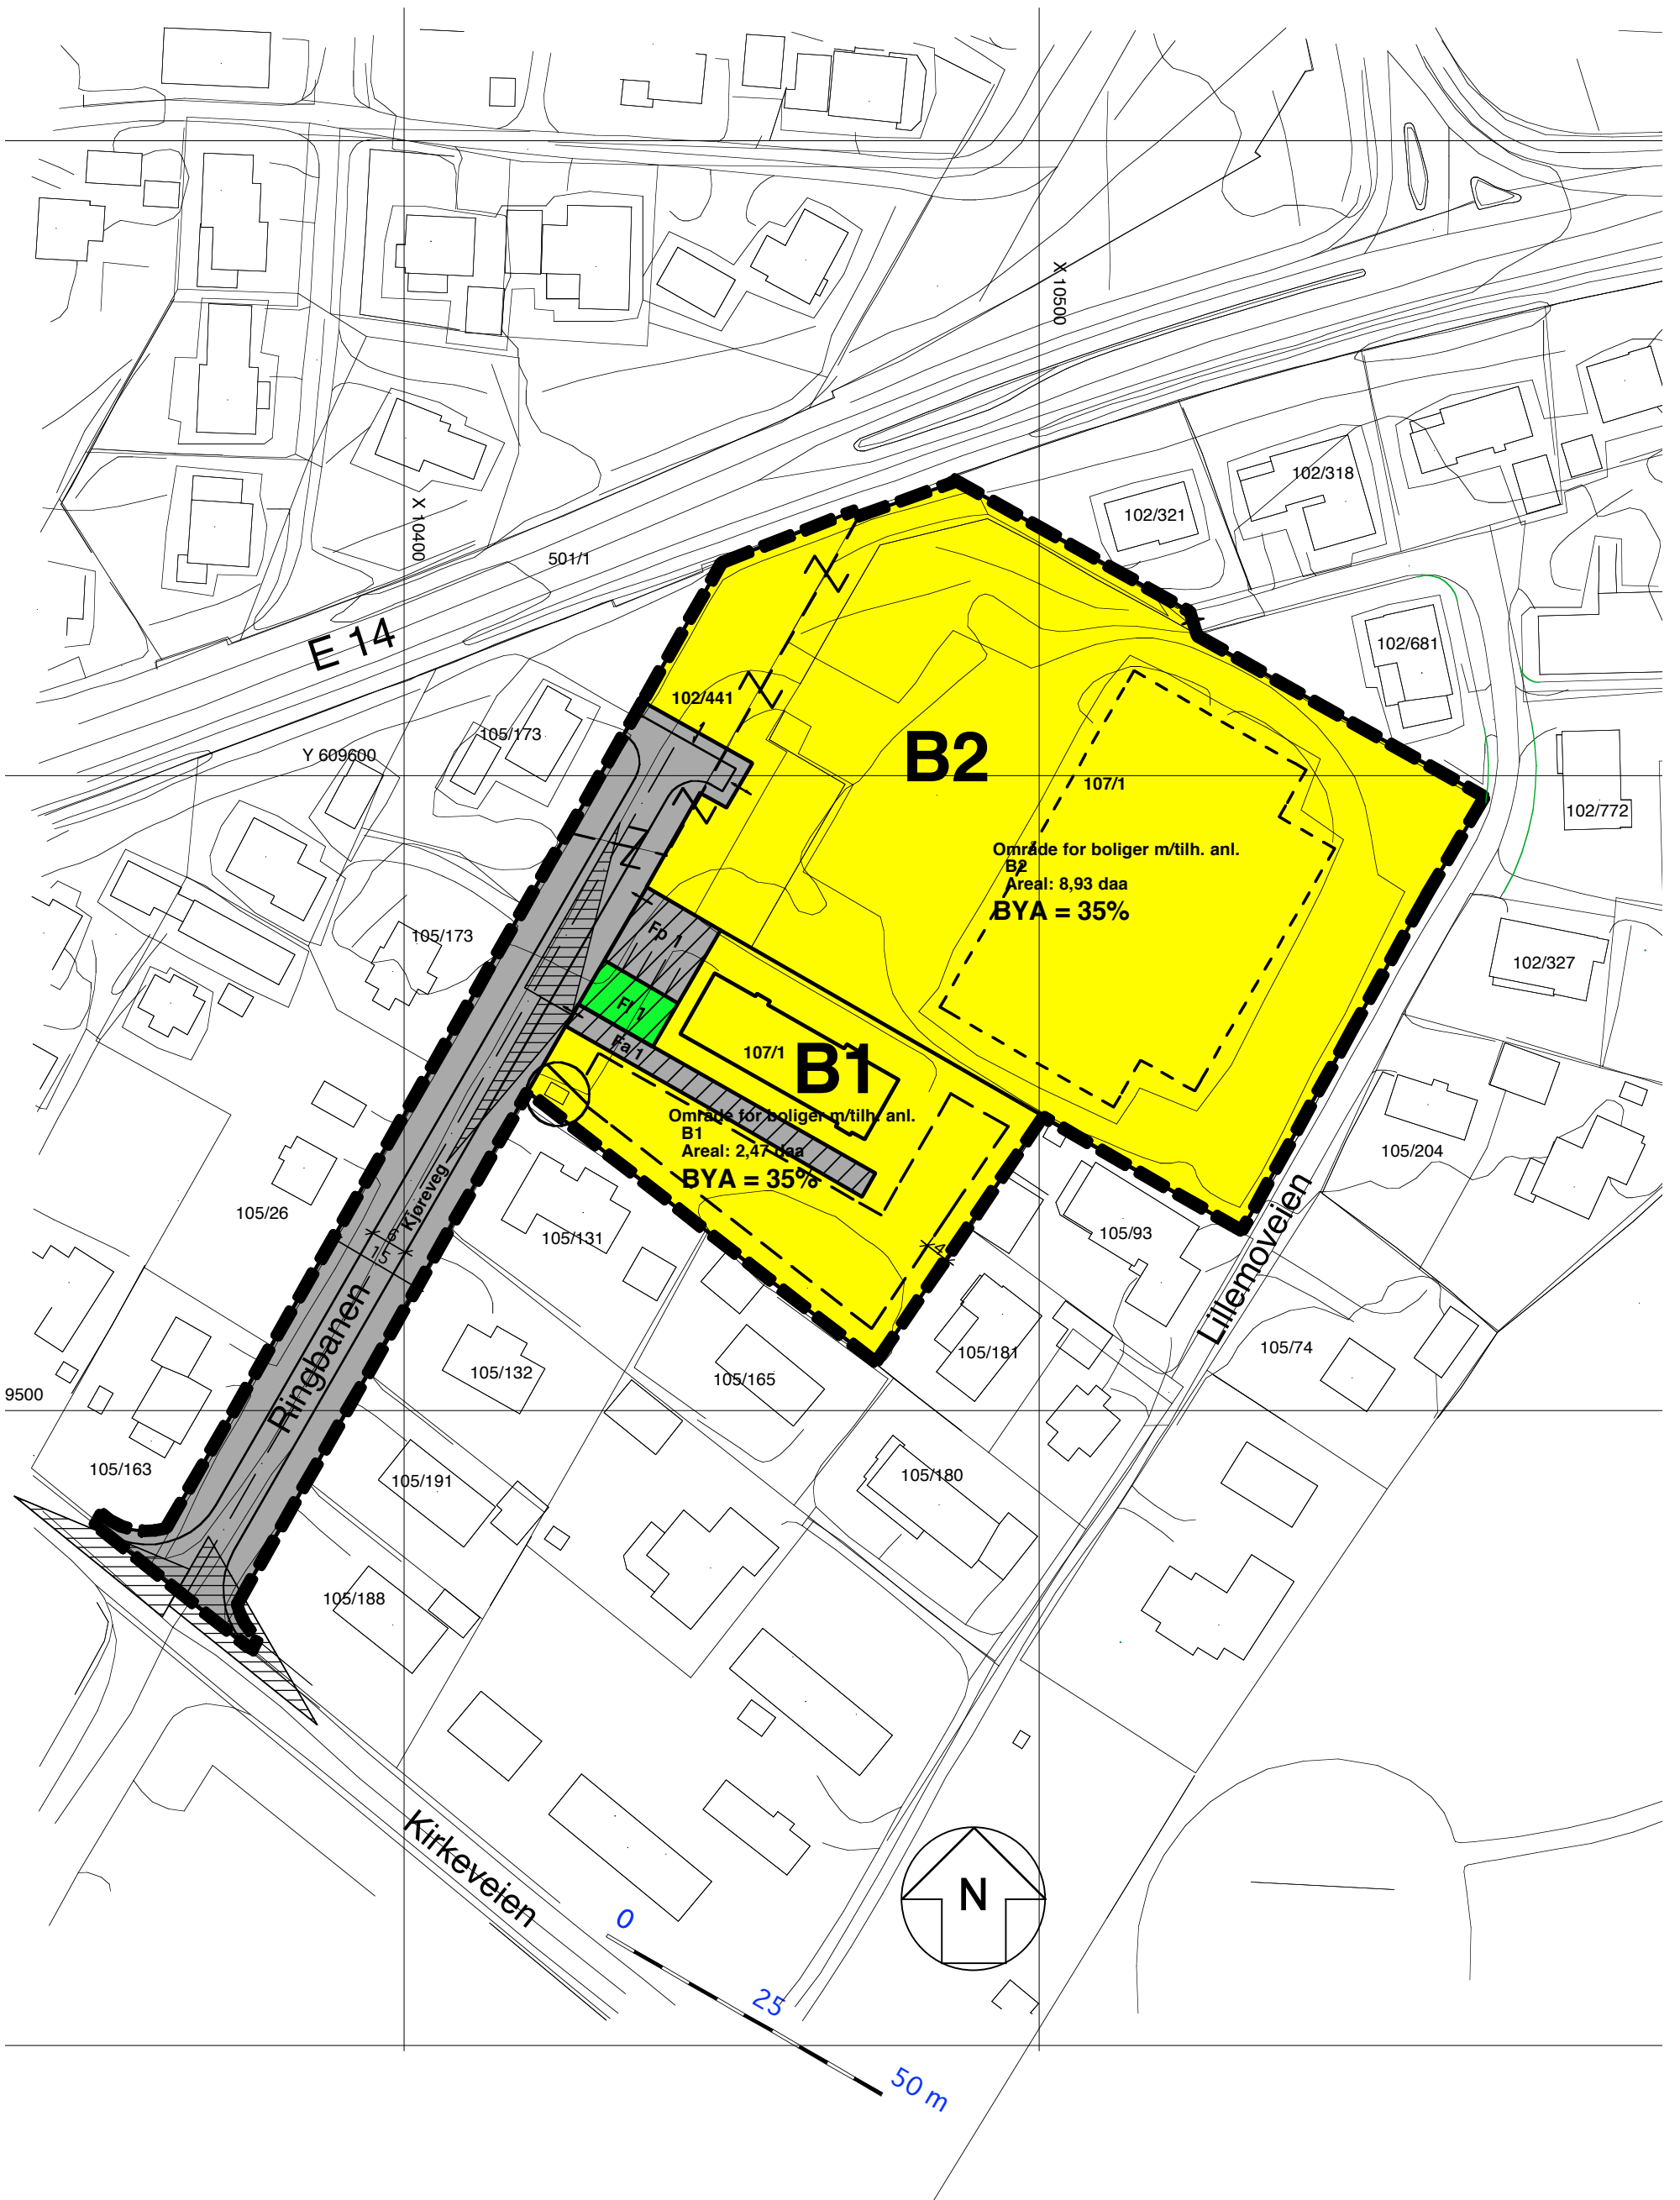 X 10500
102/318
102/321
X 10400
501/1
E 14
102/681
102/441
105/173
Y 609600
B2
107/1
102/772
Område for boliger m/tilh. anl.
B2
Areal: 8,93 daa
BYA = 35%
Fp 1
105/173
102/327
Fl 1
Fa 1
107/1
B1
Område for boliger m/tilh. anl.
B1
Areal: 2,47 daa
BYA = 35%
105/204
Kjøreveg
105/26
105/131
105/93
4
Lillemoveien
Ringbanen
105/132
105/165
105/181
105/74
9500
105/163
105/191
105/180
105/188
Kirkeveien
N
0
25
50 m